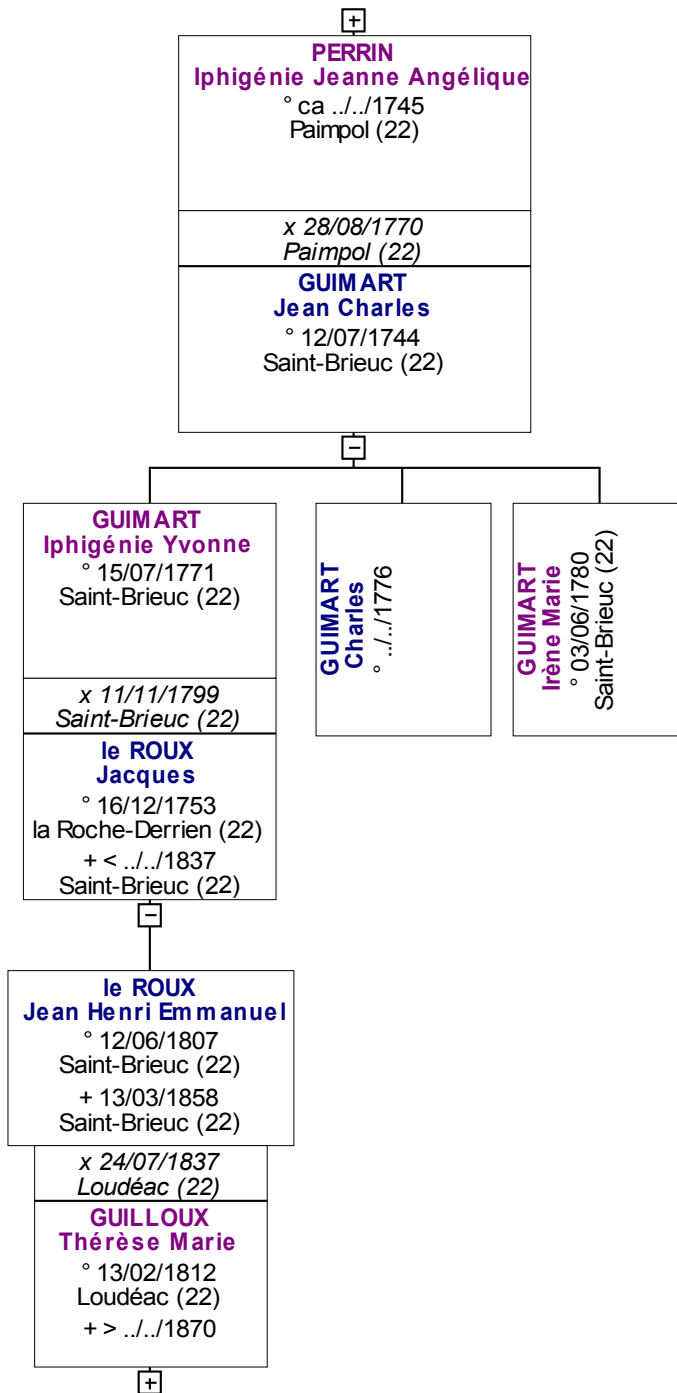 +
PERRIN
Iphigénie Jeanne Angélique
° ca ../../1745
Paimpol (22)
x 28/08/1770
Paimpol (22)
GUIMART
Jean Charles
° 12/07/1744
Saint-Brieuc (22)
−
GUIMART
Iphigénie Yvonne
° 15/07/1771
Saint-Brieuc (22)
x 11/11/1799
Saint-Brieuc (22)
le ROUX
Jacques
° 16/12/1753
la Roche-Derrien (22)
+ < ../../1837
Saint-Brieuc (22)
−
GUIMART
Charles
° ../../1776
GUIMART
Irène Marie
° 03/06/1780
Saint-Brieuc (22)
le ROUX
Jean Henri Emmanuel
° 12/06/1807
Saint-Brieuc (22)
+ 13/03/1858
Saint-Brieuc (22)
x 24/07/1837
Loudéac (22)
GUILLOUX
Thérèse Marie
° 13/02/1812
Loudéac (22)
+ > ../../1870
+